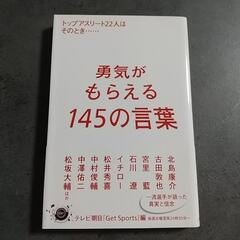 トップアスリート22人は
そのとき……
勇気が
もらえる
145の言葉
北島康介
古田敦也
宮里藍
石川遼
イチロー
松井秀喜
中村俊輔
中澤佑二
松坂大輔ほか
一流選手が語った
真実と信念
テレビ朝日「Get Sports」編